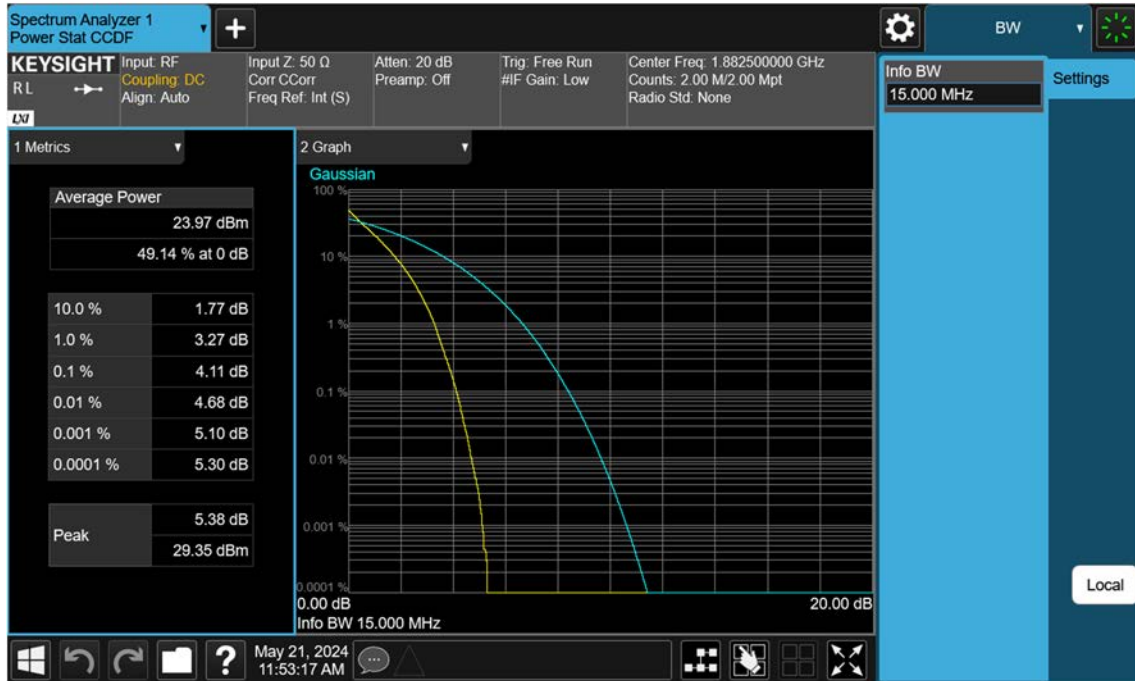 Spectrum Analyzer 1
Power Stat CCDF
BW
KEYSIGHT
RL
LXI
Input: RF
Coupling: DC
Align: Auto
Input Z: 50 Ω
Corr CCorr
Freq Ref: Int (S)
Atten: 20 dB
Preamp: Off
Trig: Free Run
#IF Gain: Low
Center Freq: 1.882500000 GHz
Counts: 2.00 M/2.00 Mpt
Radio Std: None
Info BW
15.000 MHz
Settings
1 Metrics
Average Power
23.97 dBm
49.14 % at 0 dB
10.0 % 1.77 dB
1.0 % 3.27 dB
0.1 % 4.11 dB
0.01 % 4.68 dB
0.001 % 5.10 dB
0.0001 % 5.30 dB
Peak
5.38 dB
29.35 dBm
2 Graph
Gaussian
100 %
10 %
1 %
0.1 %
0.01 %
0.001 %
0.0001 %
0.00 dB 20.00 dB
Info BW 15.000 MHz
Local
?
May 21, 2024
11:53:17 AM